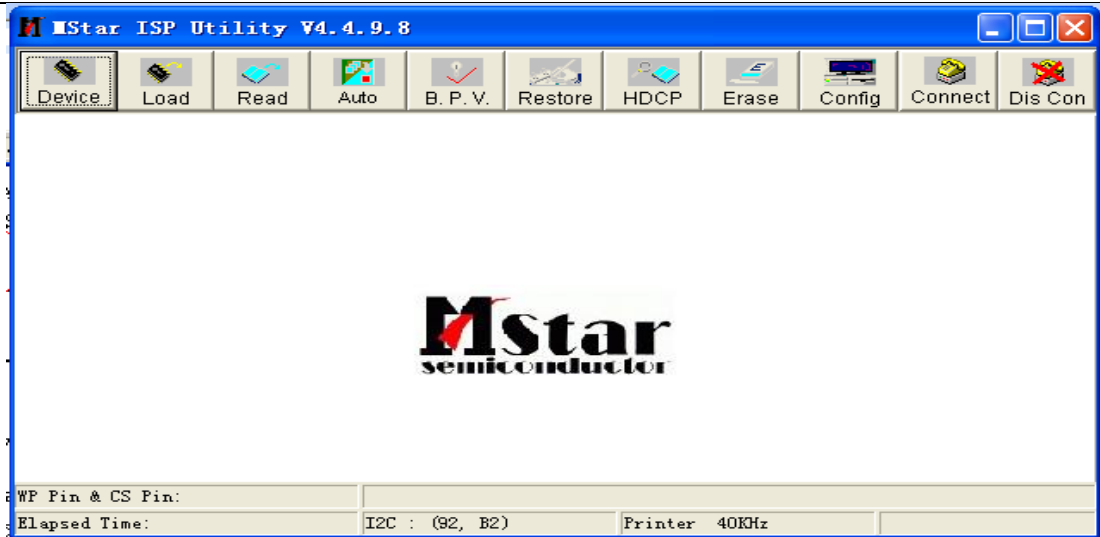 MStar ISP Utility V4.4.9.8
Device Load Read Auto B. P. V. Restore HDCP Erase Config Connect Dis Con
MStar
semiconductor
WP Pin & CS Pin:
Elapsed Time: I2C : (92, B2) Printer 40KHz